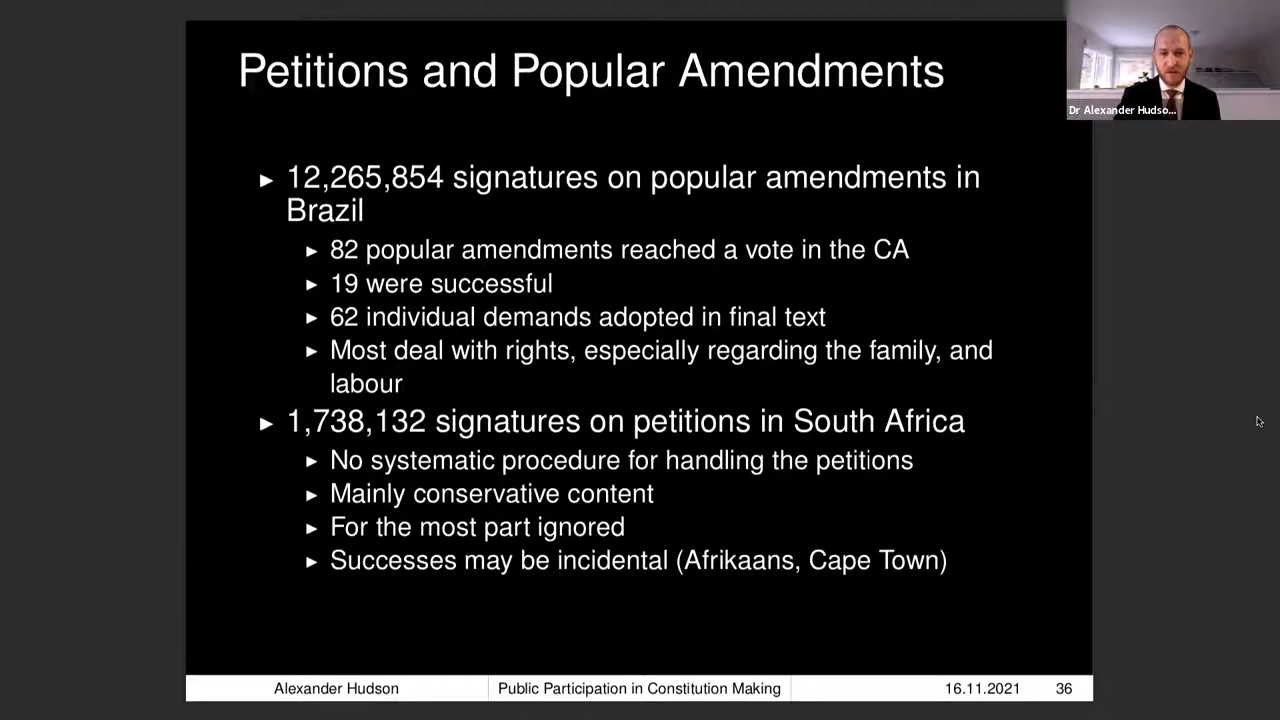 Petitions and Popular Amendments
Dr Alexander Hudso...
► 12,265,854 signatures on popular amendments in
Brazil
► 82 popular amendments reached a vote in the CA
► 19 were successful
► 62 individual demands adopted in final text
► Most deal with rights, especially regarding the family, and
labour
► 1,738,132 signatures on petitions in South Africa
► No systematic procedure for handling the petitions
► Mainly conservative content
► For the most part ignored
► Successes may be incidental (Afrikaans, Cape Town)
Alexander Hudson Public Participation in Constitution Making 16.11.2021 36